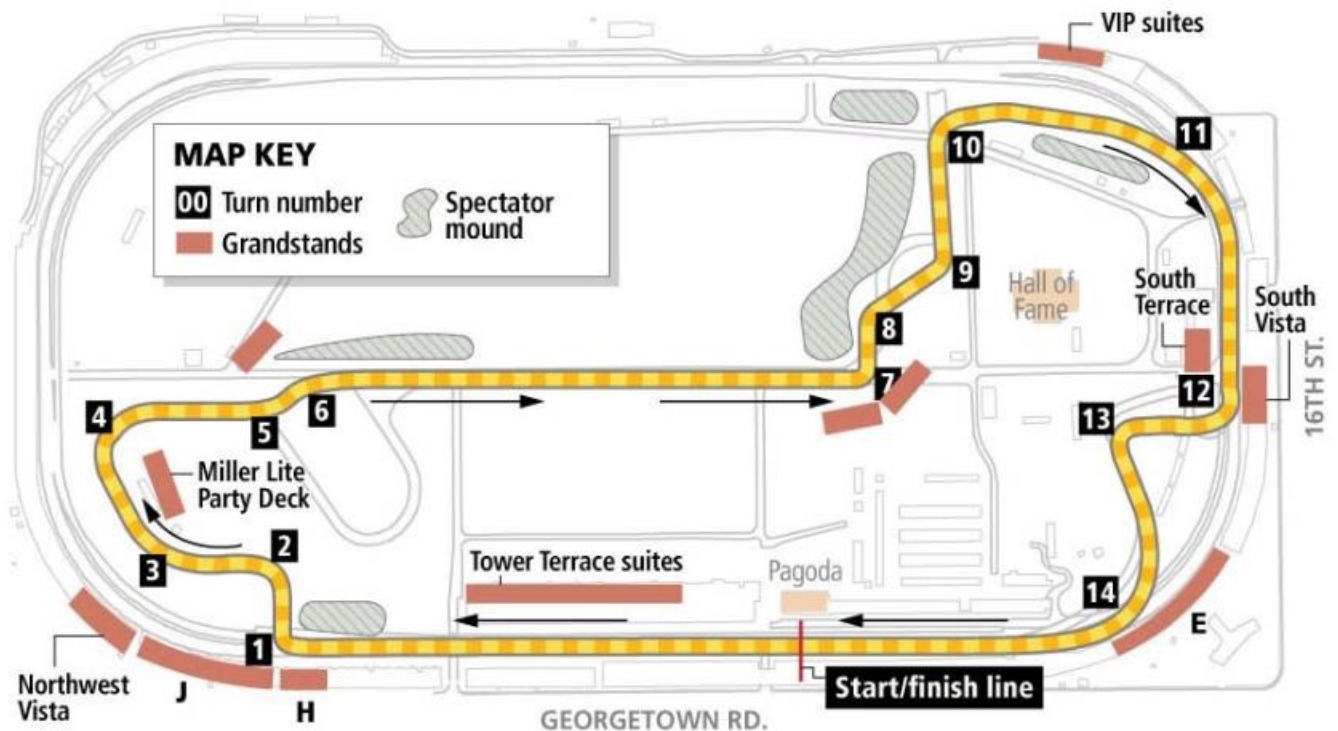 VIP suites
MAP KEY
00 Turn number
Grandstands
Spectator
mound
11
10
9
Hall of
Fame
South
Terrace
South
Vista
16TH ST.
8
7
12
13
4
5
6
Miller Lite
Party Deck
2
3
Tower Terrace suites
Pagoda
14
E
1
Northwest
Vista
J
H
Start/finish line
GEORGETOWN RD.